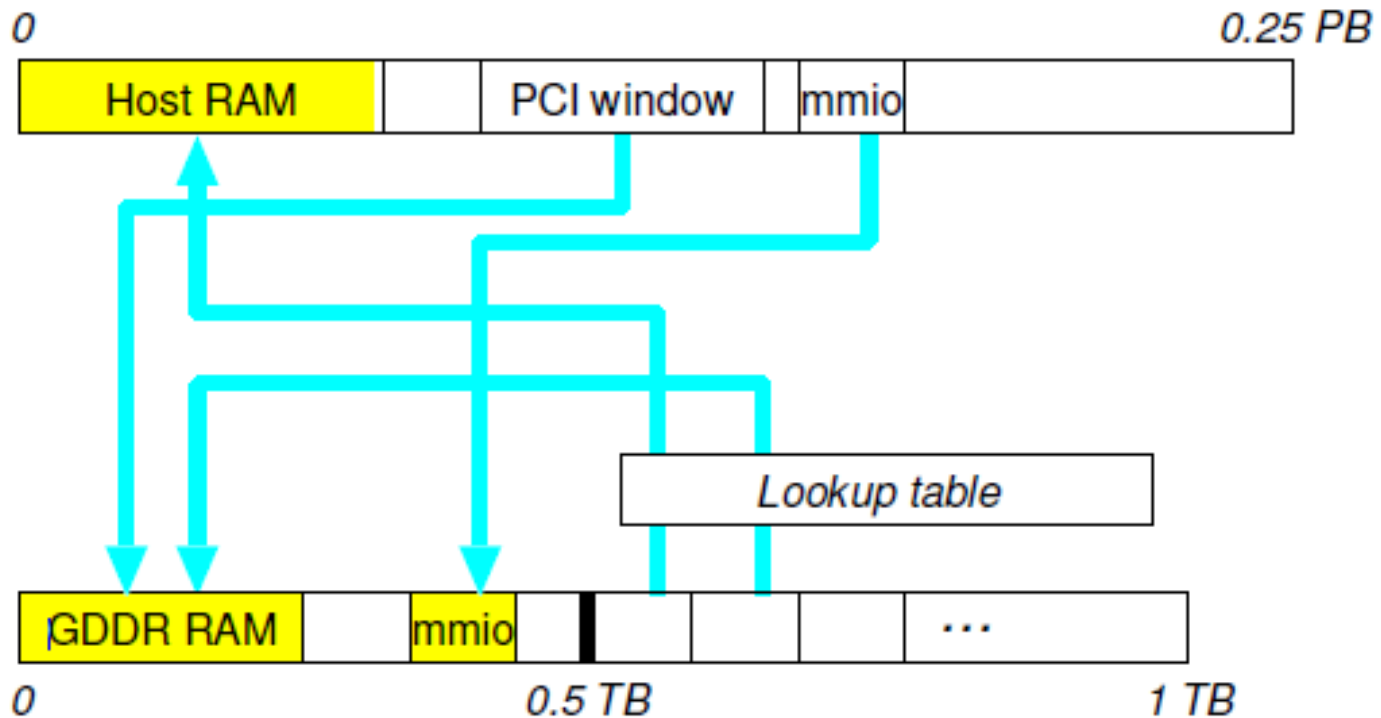 0 0.25 PB
Host RAM PCI window mmio
Lookup table
GDDR RAM mmio ...
0 0.5 TB 1 TB